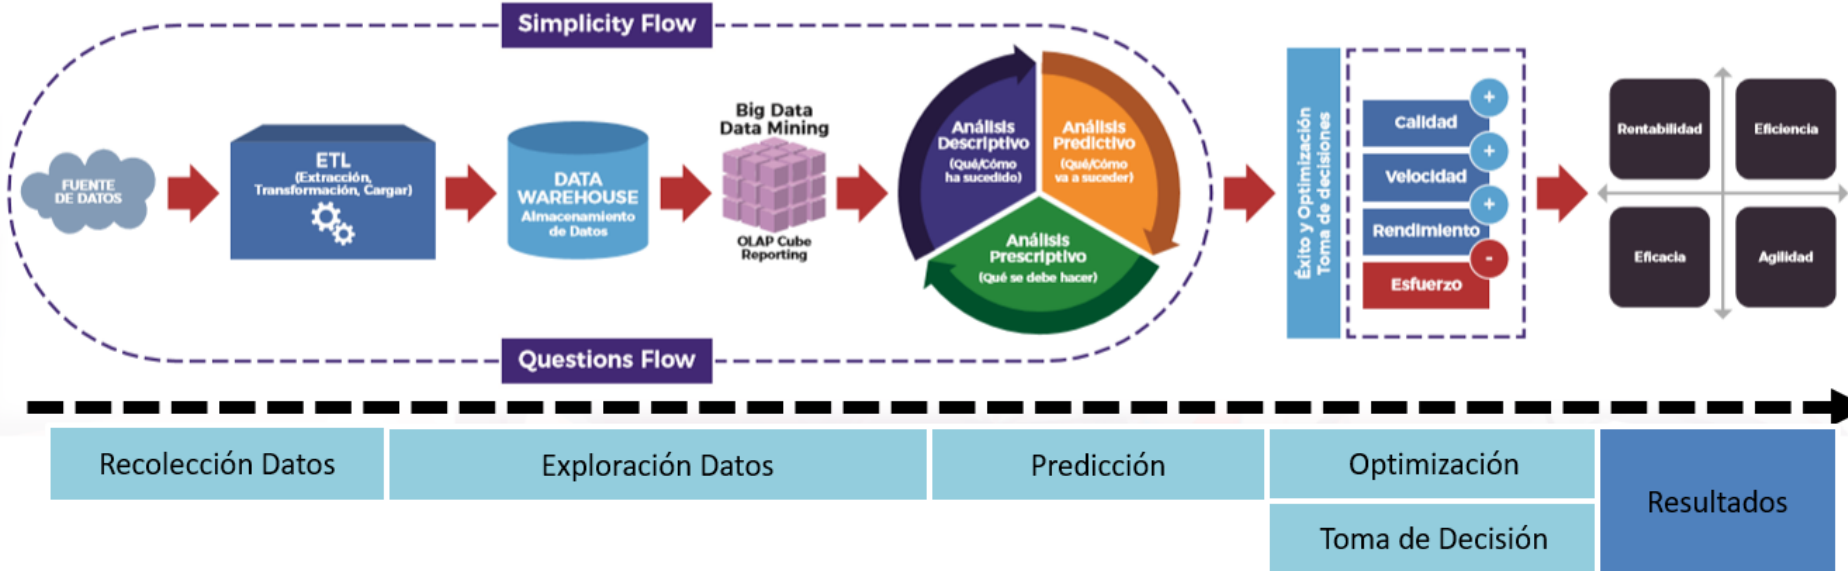 Simplicity Flow
FUENTE
DE DATOS
ETL
(Extracción,
Transformación, Cargar)
DATA
WAREHOUSE
Almacenamiento
de Datos
Big Data
Data Mining
OLAP Cube
Reporting
Análisis
Descriptivo
(Qué/Cómo
ha sucedido)
Análisis
Predictivo
(Qué/Cómo
va a suceder)
Análisis
Prescriptivo
(Qué se debe hacer)
Questions Flow
Éxito y Optimización
Toma de decisiones
+
Calidad
+
Velocidad
+
Rendimiento
-
Esfuerzo
Rentabilidad
Eficiencia
Eficacia
Agilidad
Recolección Datos
Exploración Datos
Predicción
Optimización
Toma de Decisión
Resultados